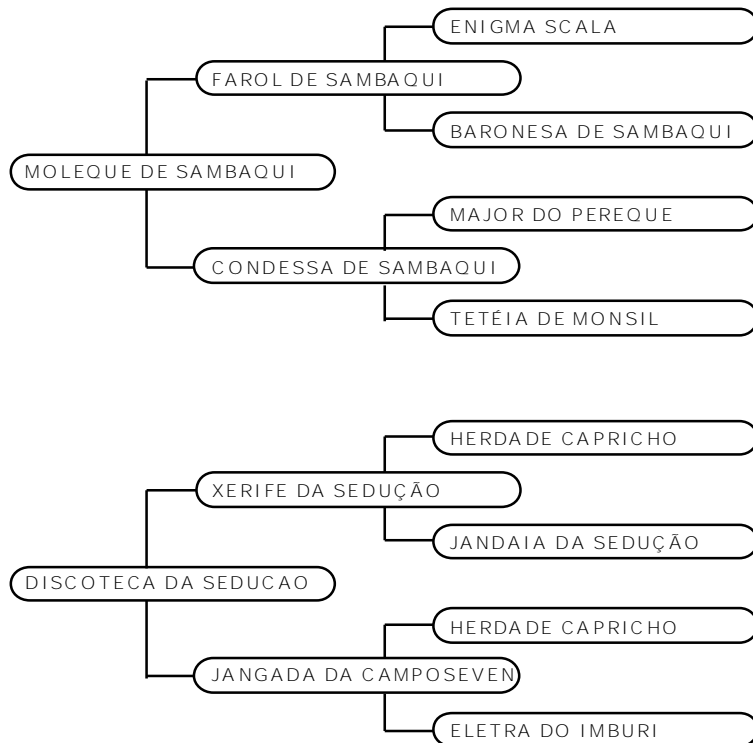 ENIGMA SCALA
FAROL DE SAMBAQUI
BARONESA DE SAMBAQUI
MOLEQUE DE SAMBAQUI
MAJOR DO PEREQUE
CONDESSA DE SAMBAQUI
TETÉIA DE MONSIL
HERDADE CAPRICHO
XERIFE DA SEDUÇÃO
JANDAIA DA SEDUÇÃO
DISCOTECA DA SEDUCAO
HERDADE CAPRICHO
JANGADA DA CAMPOSEVEN
ELETRA DO IMBURI